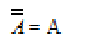 A̿ = A